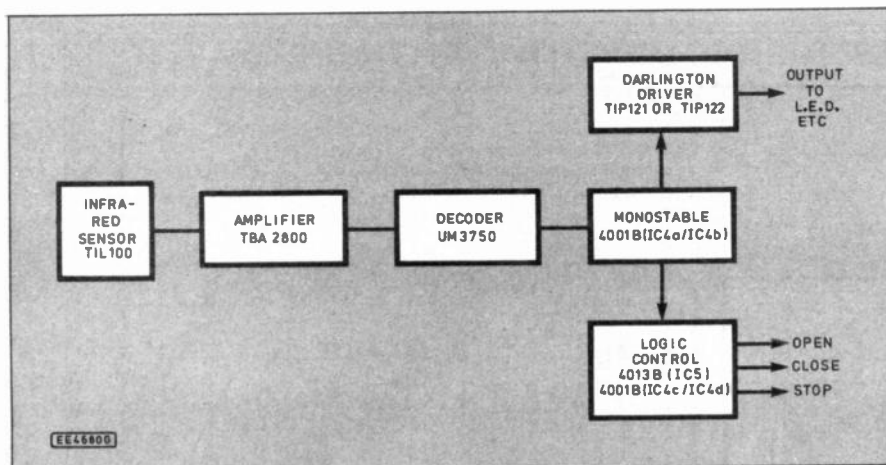 INFRA-
RED
SENSOR
TIL100
AMPLIFIER
TBA 2800
DECODER
UM3750
MONOSTABLE
4001B(IC4a/IC4b)
DARLINGTON
DRIVER
TIP121 OR TIP122
OUTPUT
TO
L.E.D.
ETC
LOGIC
CONTROL
4013B (IC5)
4001B(IC4c/IC4d)
OPEN
CLOSE
STOP
EE4680G